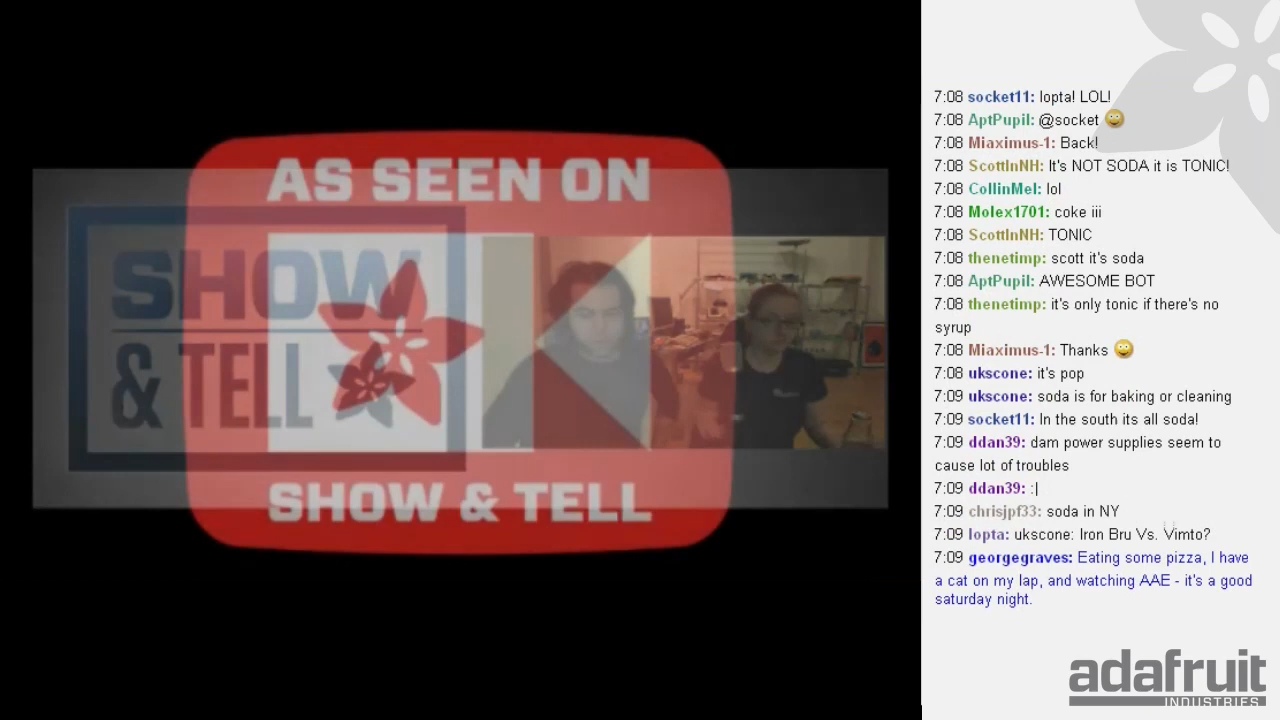 AS SEEN ON
SHOW
& TELL
SHOW & TELL
7:08 socket11: lopta! LOL!
7:08 AptPupil: @socket
7:08 Miaximus-1: Back!
7:08 ScottInNH: It's NOT SODA it is TONIC!
7:08 CollinMel: lol
7:08 Molex1701: coke iii
7:08 ScottInNH: TONIC
7:08 thenetimp: scott it's soda
7:08 AptPupil: AWESOME BOT
7:08 thenetimp: it's only tonic if there's no
syrup
7:08 Miaximus-1: Thanks
7:08 ukscone: it's pop
7:09 ukscone: soda is for baking or cleaning
7:09 socket11: In the south its all soda!
7:09 ddan39: dam power supplies seem to
cause lot of troubles
7:09 ddan39: :|
7:09 chrisjpf33: soda in NY
7:09 lopta: ukscone: Iron Bru Vs. Vimto?
7:09 georgegraves: Eating some pizza, I have
a cat on my lap, and watching AAE - it's a good
saturday night.
adafruit
INDUSTRIES